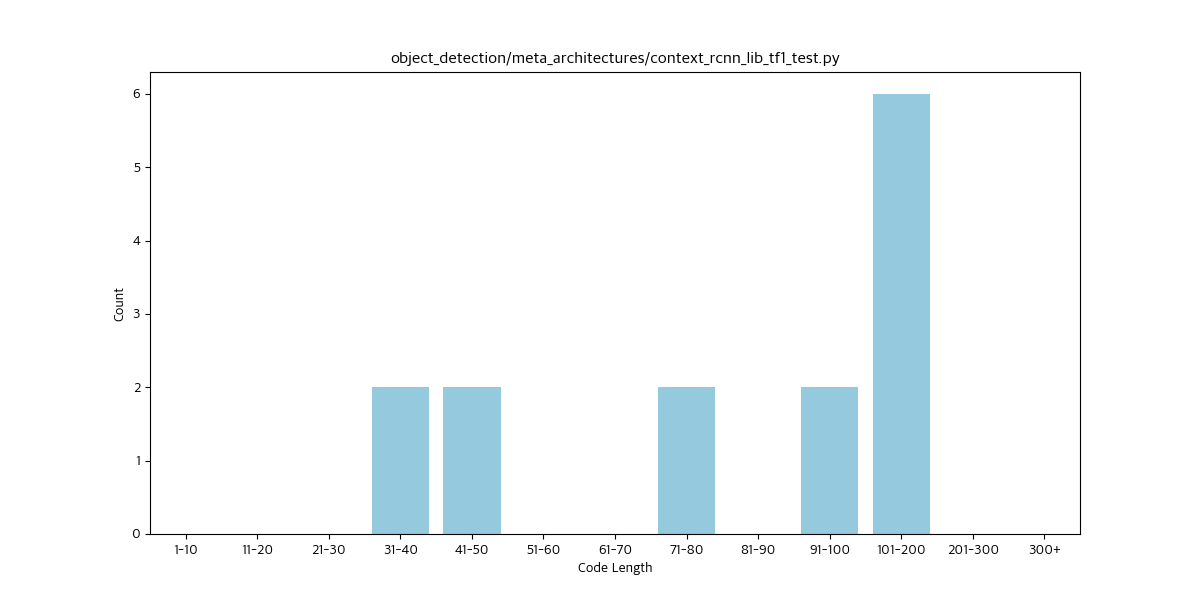 object_detection/meta_architectures/context_rcnn_lib_tf1_test.py
6
5
4
3
2
1
0
Count
1-10 11-20 21-30 31-40 41-50 51-60 61-70 71-80 81-90 91-100 101-200 201-300 300+
Code Length